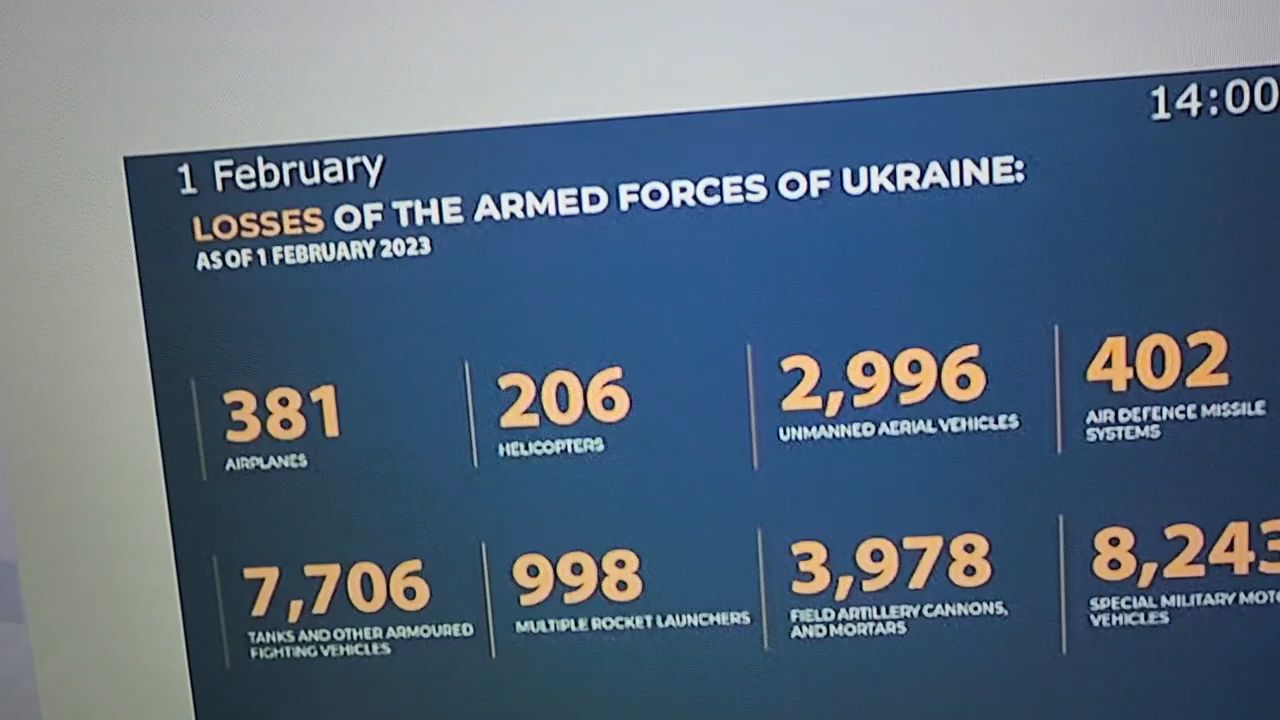 1 February
14:00
LOSSES OF THE ARMED FORCES OF UKRAINE:
AS OF 1 FEBRUARY 2023
381
AIRPLANES
206
HELICOPTERS
2,996
UNMANNED AERIAL VEHICLES
402
AIR DEFENCE MISSILE
SYSTEMS
7,706
TANKS AND OTHER ARMOURED
FIGHTING VEHICLES
998
MULTIPLE ROCKET LAUNCHERS
3,978
FIELD ARTILLERY CANNONS,
AND MORTARS
8,243
SPECIAL MILITARY
VEHICLES